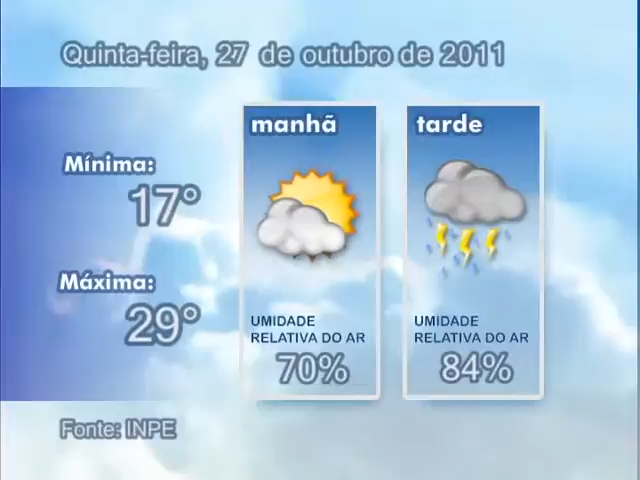 Quinta-feira, 27 de outubro de 2011
Mínima:
17°
Máxima:
29°
manhã
UMIDADE
RELATIVA DO AR
70%
tarde
UMIDADE
RELATIVA DO AR
84%
Fonte: INPE